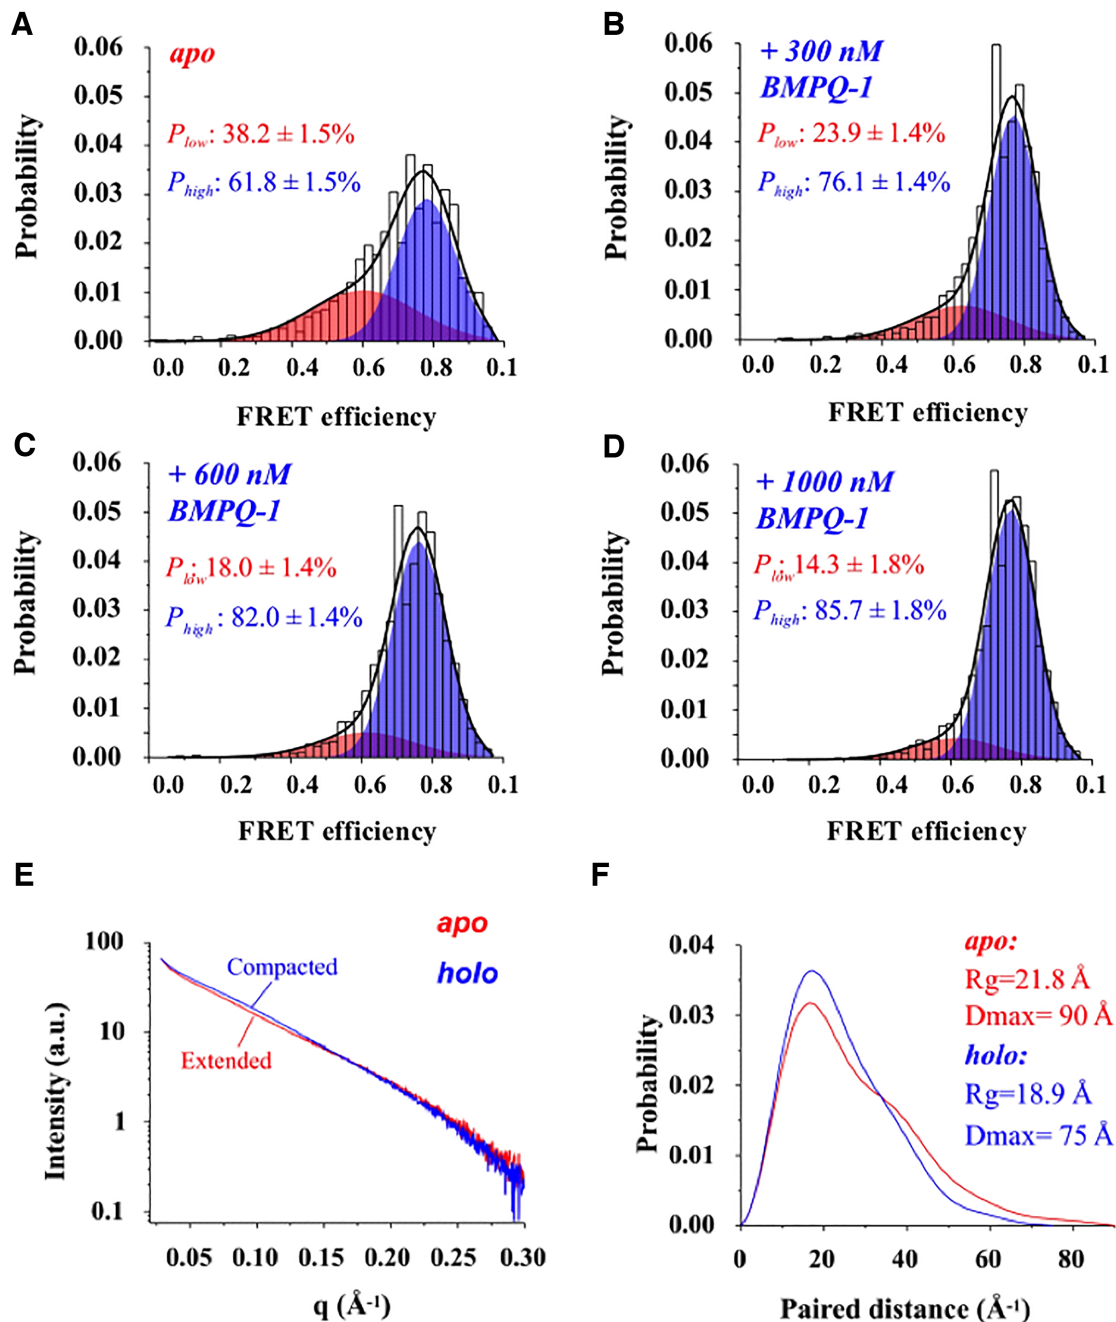 A
apo
P_low: 38.2 ± 1.5%
P_high: 61.8 ± 1.5%
0.06
0.05
0.04
0.03
0.02
0.01
0.00
Probability
0.0 0.2 0.6 0.8 0.1
FRET efficiency
B
+ 300 nM
BMPQ-1
P_low: 23.9 ± 1.4%
P_high: 76.1 ± 1.4%
0.06
0.05
0.04
0.03
0.02
0.01
0.00
Probability
0.0 0.2 0.4 0.6 0.8 0.1
FRET efficiency
C
+ 600 nM
BMPQ-1
P_low: 18.0 ± 1.4%
P_high: 82.0 ± 1.4%
0.06
0.05
0.04
0.03
0.02
0.01
0.00
Probability
0.0 0.2 0.4 0.6 0.8 0.1
FRET efficiency
D
+ 1000 nM
BMPQ-1
P_low: 14.3 ± 1.8%
P_high: 85.7 ± 1.8%
0.06
0.05
0.04
0.03
0.02
0.01
0.00
Probability
0.0 0.2 0.4 0.6 0.8 0.1
FRET efficiency
E
apo
holo
Compacted
Extended
100
10
1
0.1
Intensity (a.u.)
0.05 0.10 0.15 0.20 0.25 0.30
q (Å⁻¹)
F
apo:
Rg=21.8 Å
Dmax= 90 Å
holo:
Rg=18.9 Å
Dmax= 75 Å
0.04
0.03
0.02
0.01
0.00
Probability
0 20 40 60 80
Paired distance (Å⁻¹)